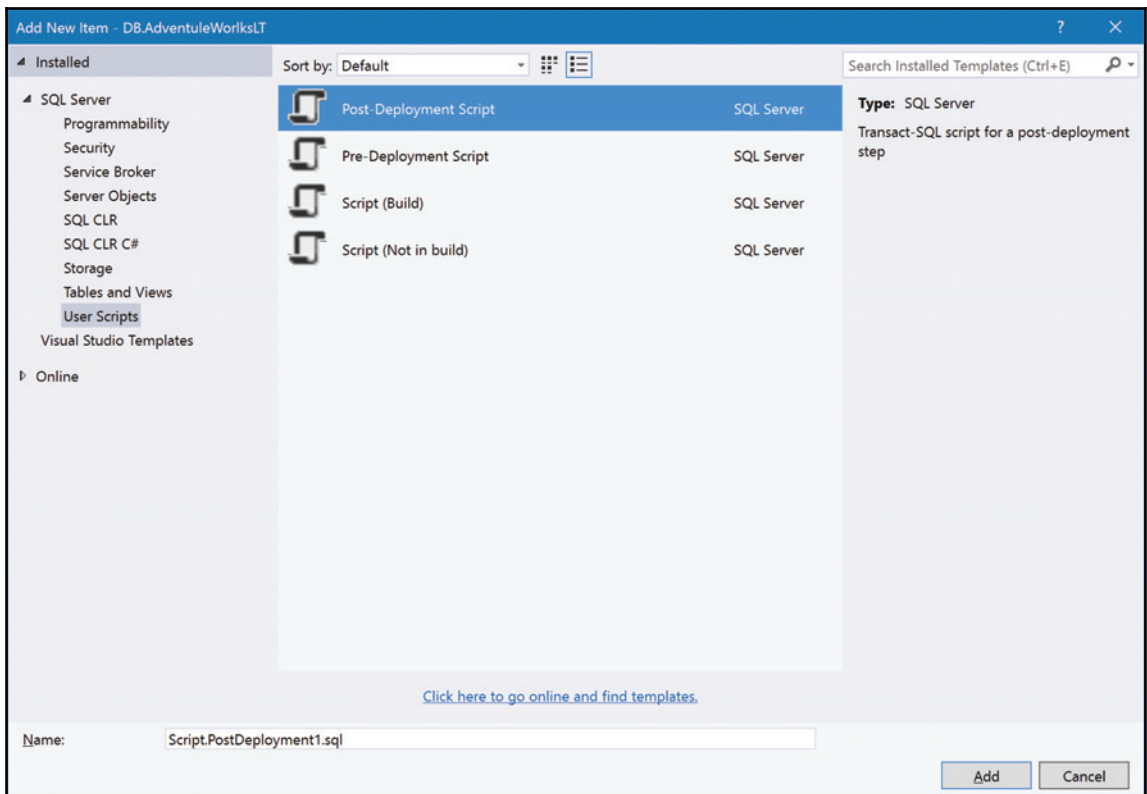 Add New Item - DB.AdventuleWorlksLT
Installed
Sort by: Default
Search Installed Templates (Ctrl+E)
SQL Server
Programmability
Security
Service Broker
Server Objects
SQL CLR
SQL CLR C#
Storage
Tables and Views
User Scripts
Visual Studio Templates
Online
Post-Deployment Script SQL Server
Pre-Deployment Script SQL Server
Script (Build) SQL Server
Script (Not in build) SQL Server
Type: SQL Server
Transact-SQL script for a post-deployment
step
Click here to go online and find templates.
Name: Script.PostDeployment1.sql
Add Cancel